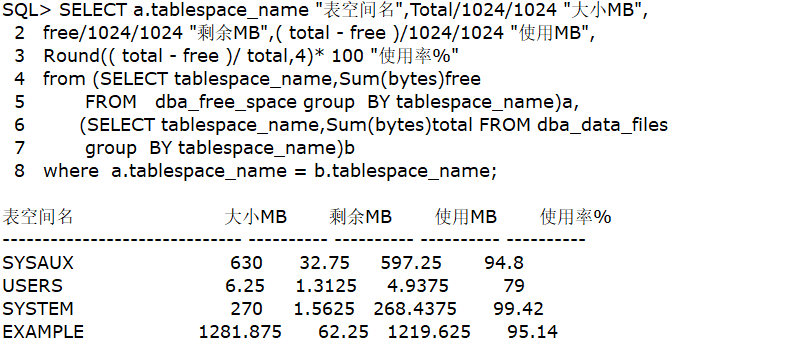 SQL> SELECT a.tablespace_name "表空间名",Total/1024/1024 "大小MB",
2 free/1024/1024 "剩余MB",( total - free )/1024/1024 "使用MB",
3 Round(( total - free )/ total,4)* 100 "使用率%"
4 from (SELECT tablespace_name,Sum(bytes)free
5 FROM dba_free_space group BY tablespace_name)a,
6 (SELECT tablespace_name,Sum(bytes)total FROM dba_data_files
7 group BY tablespace_name)b
8 where a.tablespace_name = b.tablespace_name;
表空间名 大小MB 剩余MB 使用MB 使用率%
------------------------------ ---------- ---------- ---------- ----------
SYSAUX 630 32.75 597.25 94.8
USERS 6.25 1.3125 4.9375 79
SYSTEM 270 1.5625 268.4375 99.42
EXAMPLE 1281.875 62.25 1219.625 95.14